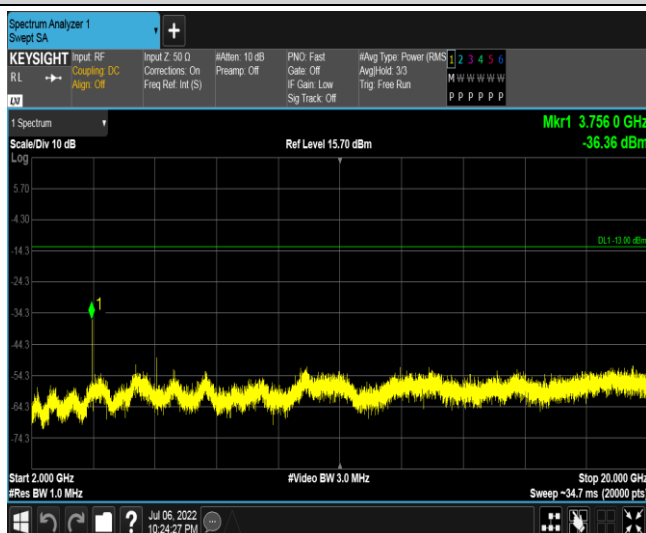 Spectrum Analyzer 1
Swept SA
+
KEYSIGHT Input: RF Input Z: 50 Ω #Atten: 10 dB PNO: Fast #Avg Type: Power (RMS 1 2 3 4 5 6
RL Coupling: DC Corrections: On Preamp: Off Gate: Off Avg|Hold: 3/3 M W W W W W
Align: Off Freq Ref: Int (S) IF Gain: Low Trig: Free Run
Sig Track: Off P P P P P P
LXI
1 Spectrum Mkr1 3.756 0 GHz
Scale/Div 10 dB Ref Level 15.70 dBm -36.36 dBm
Log
5.70
-4.30
DL1 -13.00 dBm
-14.3
-24.3
1
-34.3
-44.3
-54.3
-64.3
-74.3
Start 2.000 GHz #Video BW 3.0 MHz Stop 20.000 GHz
#Res BW 1.0 MHz Sweep ~34.7 ms (20000 pts)
? Jul 06, 2022
10:24:27 PM